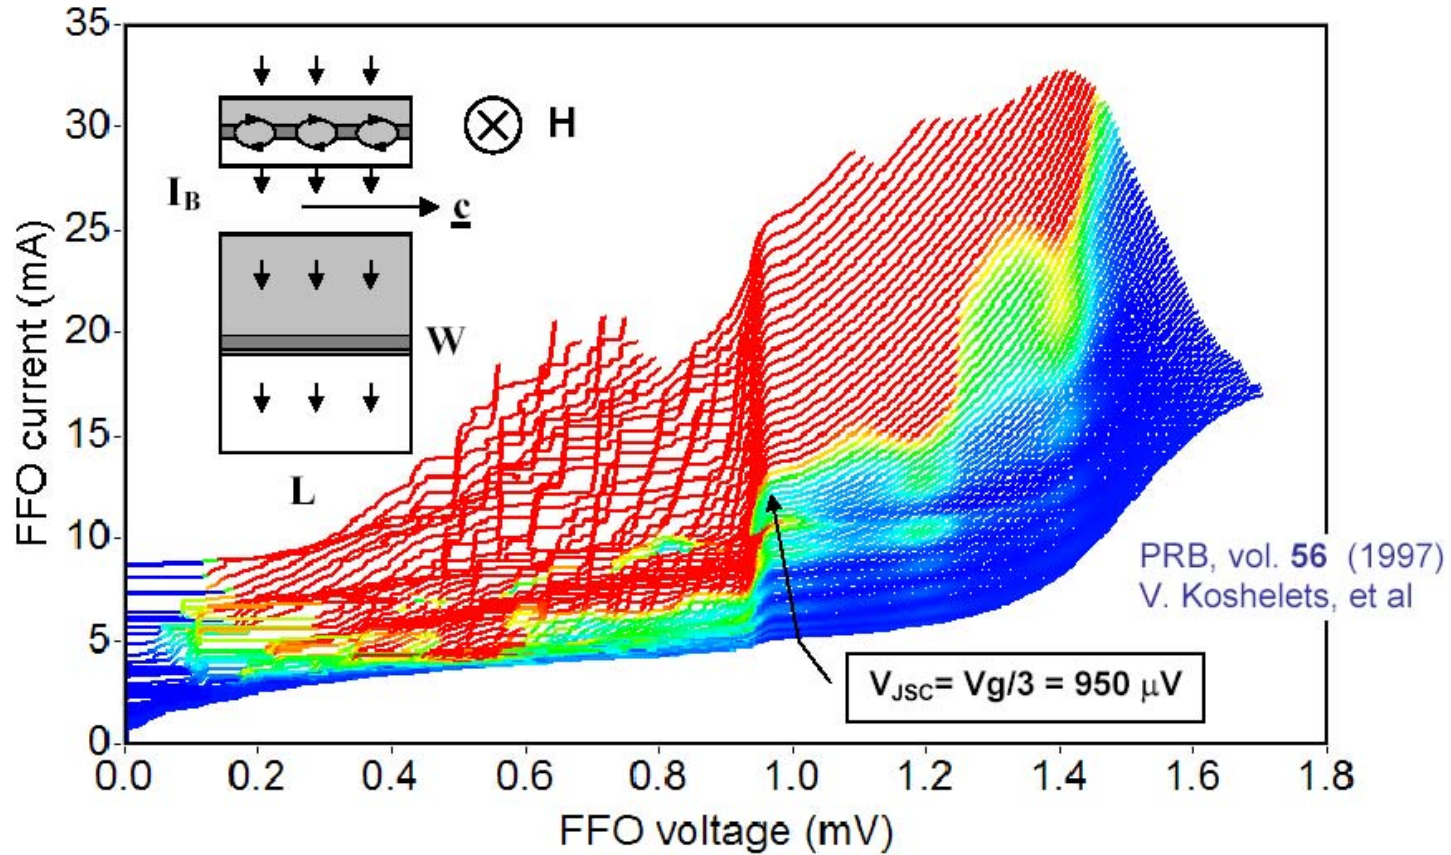 FFO current (mA)
35
30
25
20
15
10
5
0
H
I_B
c
W
L
PRB, vol. 56 (1997)
V. Koshelets, et al
V_JSC= Vg/3 = 950 μV
0.0 0.2 0.4 0.6 0.8 1.0 1.2 1.4 1.6 1.8
FFO voltage (mV)